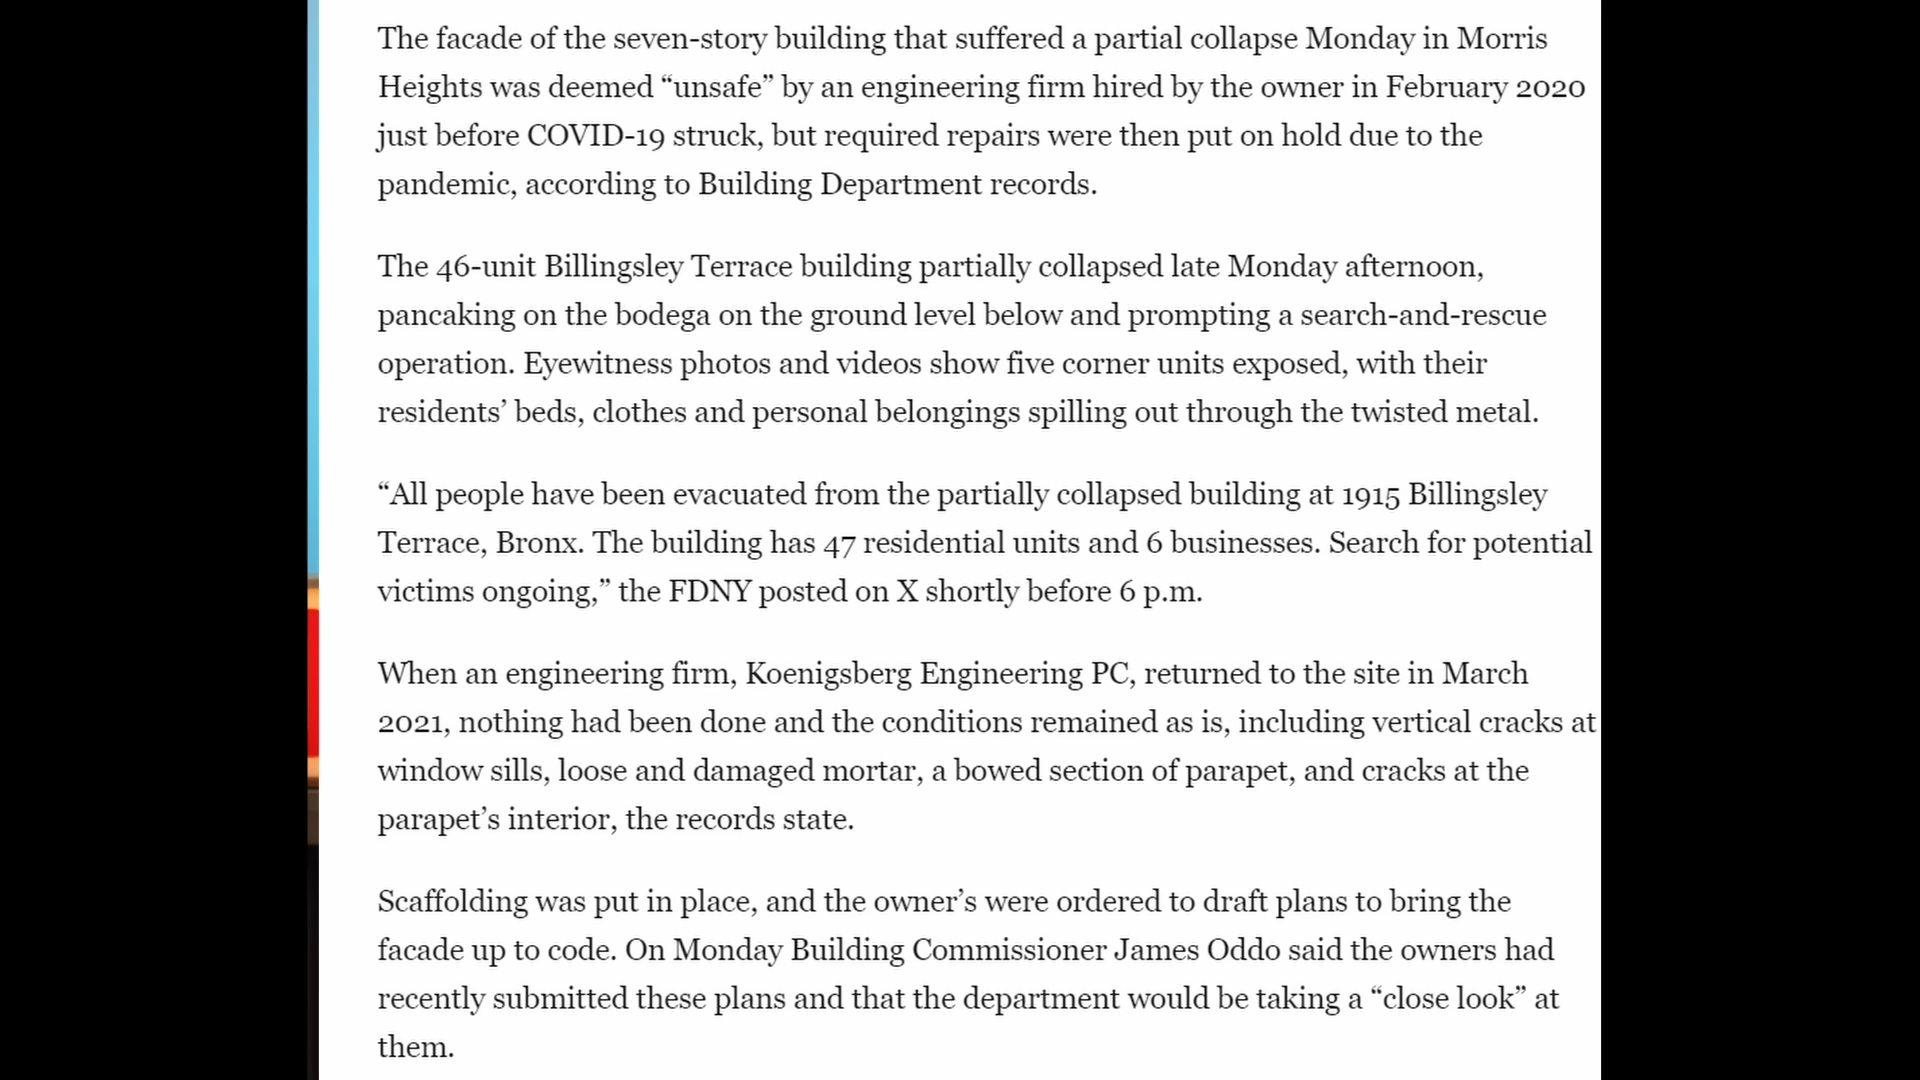 The facade of the seven-story building that suffered a partial collapse Monday in Morris
Heights was deemed “unsafe” by an engineering firm hired by the owner in February 2020
just before COVID-19 struck, but required repairs were then put on hold due to the
pandemic, according to Building Department records.
The 46-unit Billingsley Terrace building partially collapsed late Monday afternoon,
pancaking on the bodega on the ground level below and prompting a search-and-rescue
operation. Eyewitness photos and videos show five corner units exposed, with their
residents’ beds, clothes and personal belongings spilling out through the twisted metal.
“All people have been evacuated from the partially collapsed building at 1915 Billingsley
Terrace, Bronx. The building has 47 residential units and 6 businesses. Search for potential
victims ongoing,” the FDNY posted on X shortly before 6 p.m.
When an engineering firm, Koenigsberg Engineering PC, returned to the site in March
2021, nothing had been done and the conditions remained as is, including vertical cracks at
window sills, loose and damaged mortar, a bowed section of parapet, and cracks at the
parapet’s interior, the records state.
Scaffolding was put in place, and the owner’s were ordered to draft plans to bring the
facade up to code. On Monday Building Commissioner James Oddo said the owners had
recently submitted these plans and that the department would be taking a “close look” at
them.